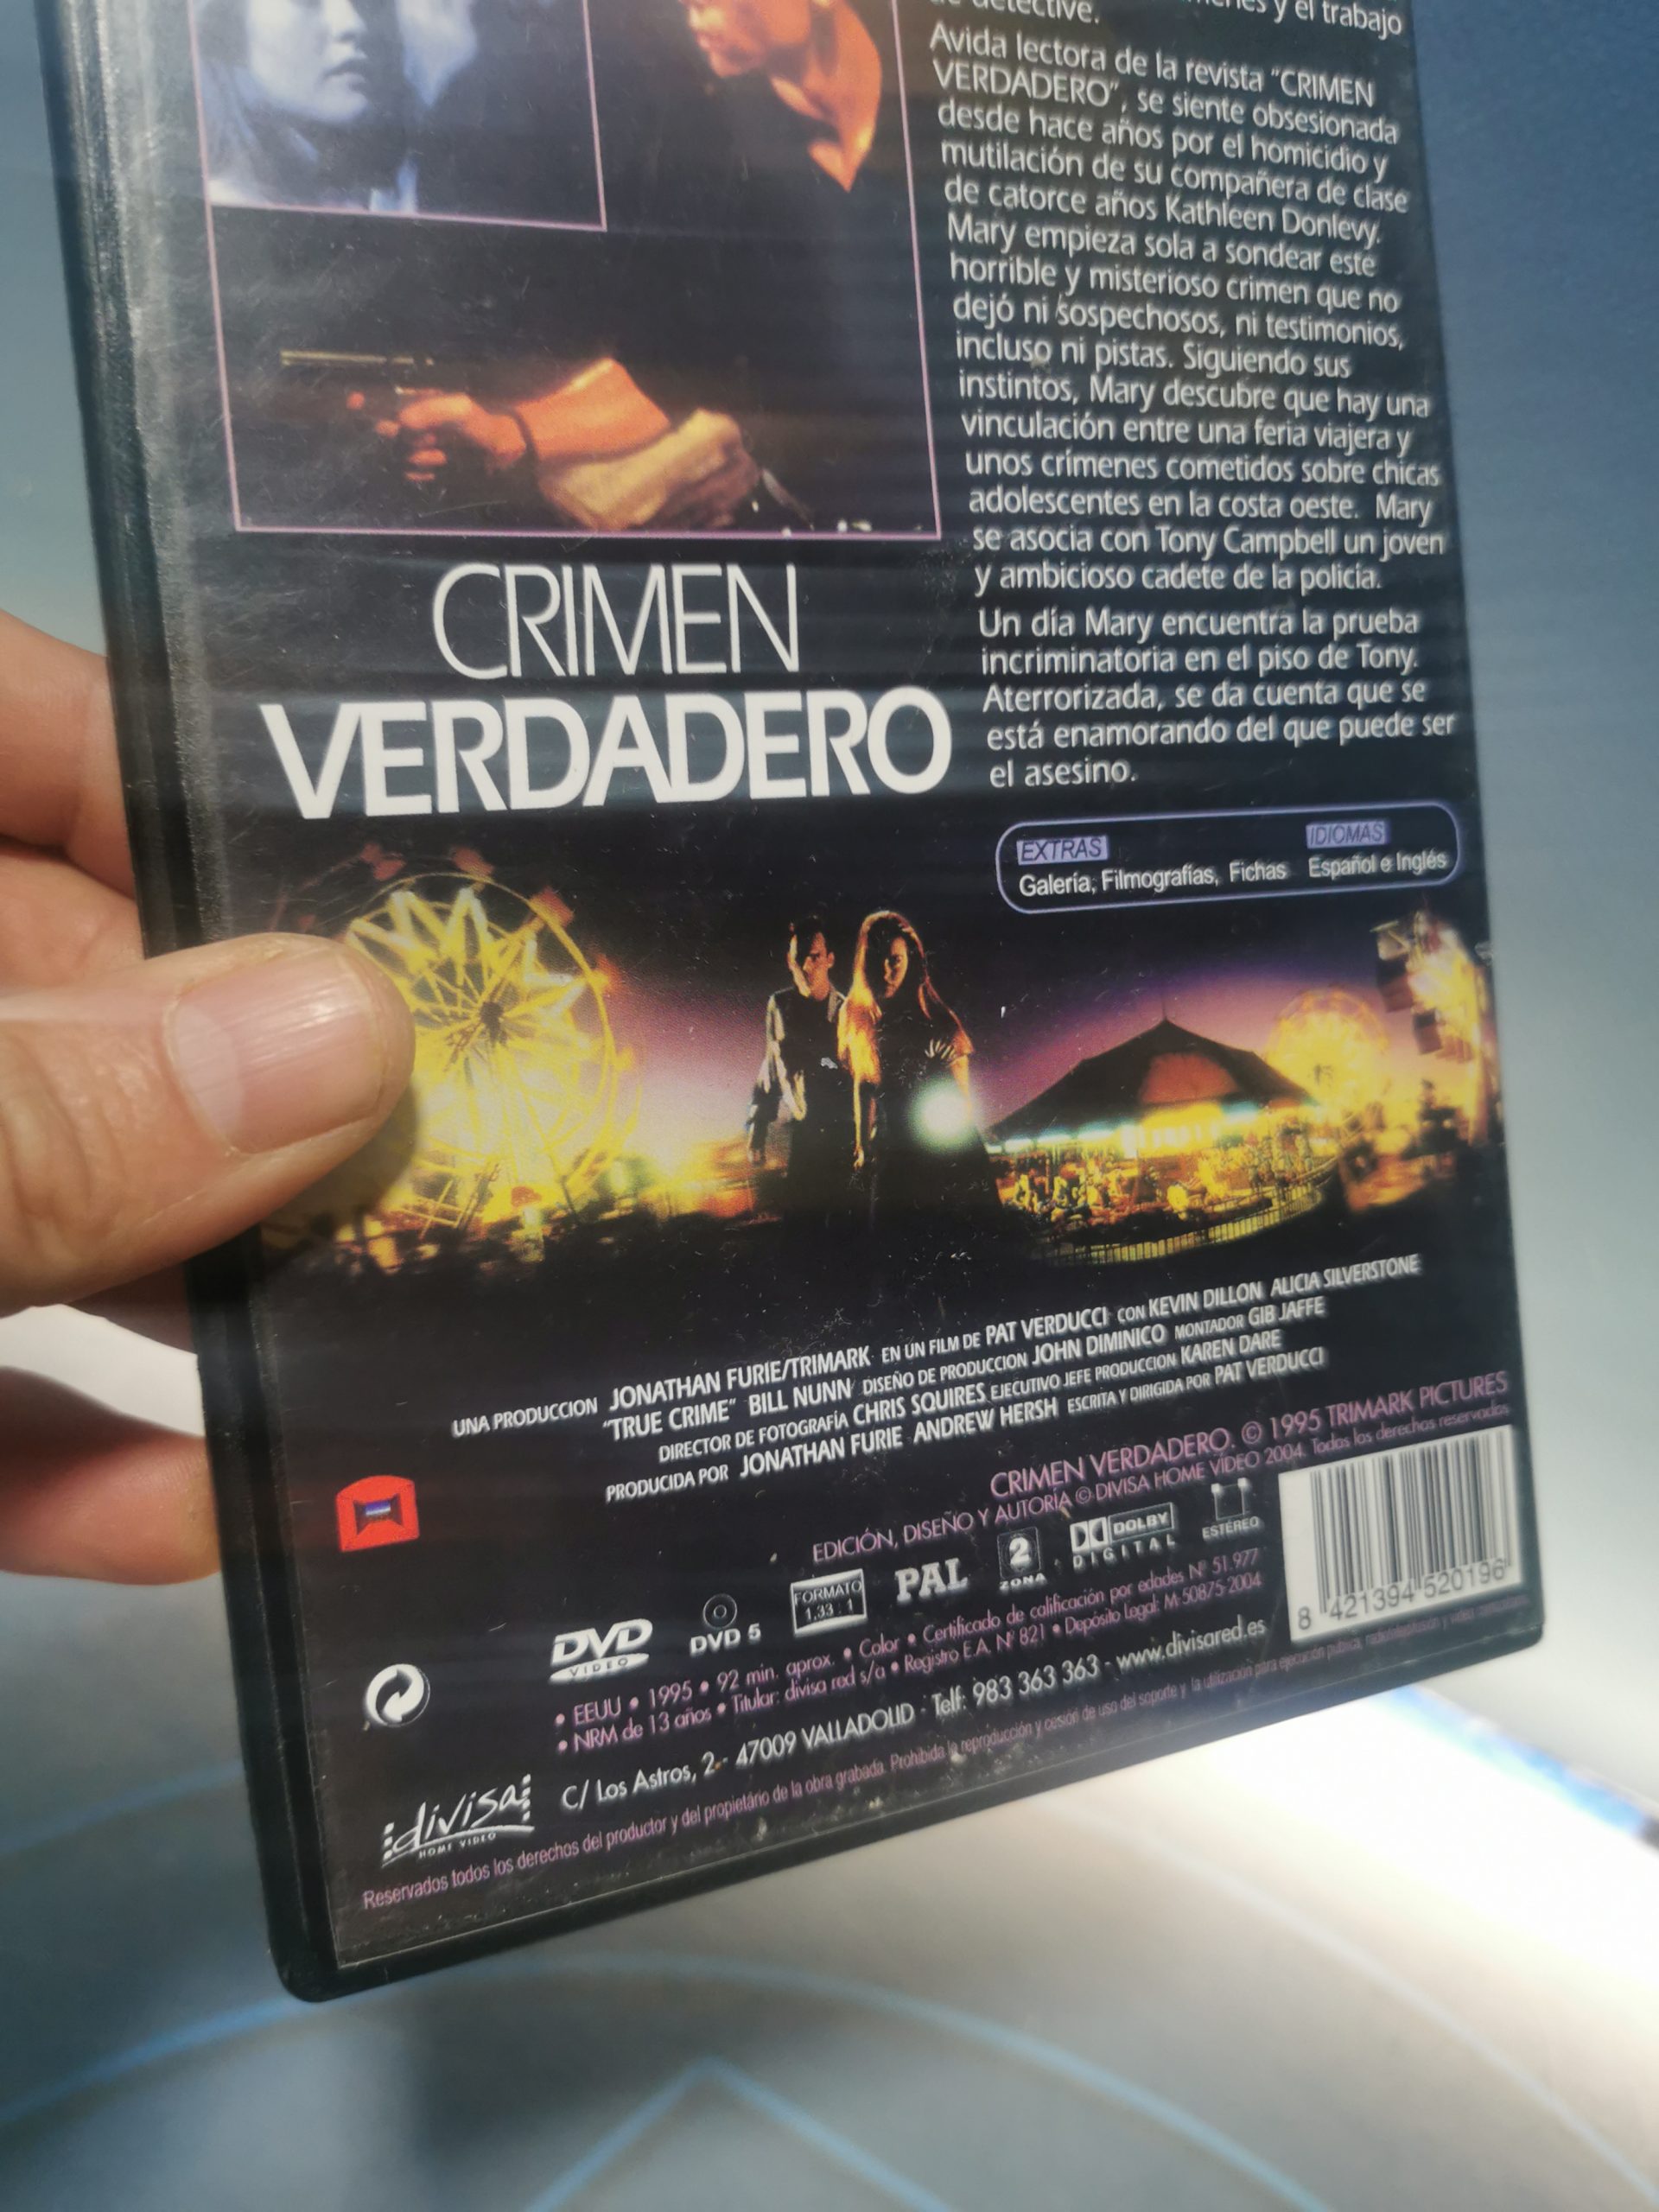 de detective.
y el trabajo
Avida lectora de la revista "CRIMEN
VERDADERO", se siente obsesionada
desde hace años por el homicidio y
mutilación de su compañera de clase
de catorce años Kathleen Donlevy.
Mary empieza sola a sondear este
horrible y misterioso crimen que no
dejó ni sospechosos, ni testimonios,
incluso ni pistas. Siguiendo sus
instintos, Mary descubre que hay una
vinculación entre una feria viajera y
unos crímenes cometidos sobre chicas
adolescentes en la costa oeste. Mary
se asocia con Tony Campbell un joven
y ambicioso cadete de la policía.
Un día Mary encuentra la prueba
incriminatoria en el piso de Tony.
Aterrorizada, se da cuenta que se
está enamorando del que puede ser
el asesino.
CRIMEN
VERDADERO
EXTRAS IDIOMAS
Galería, Filmografías, Fichas Español e Inglés
UNA PRODUCCION JONATHAN FURIE/TRIMARK EN UN FILM DE PAT VERDUCCI CON KEVIN DILLON ALICIA SILVERSTONE
"TRUE CRIME" BILL NUNN DISEÑO DE PRODUCCION JOHN DIMINICO MONTADOR GIB JAFFE
DIRECTOR DE FOTOGRAFÍA CHRIS SQUIRES EJECUTIVO JEFE PRODUCCION KAREN DARE
PRODUCIDA POR JONATHAN FURIE ANDREW HERSH ESCRITA Y DIRIGIDA POR PAT VERDUCCI
CRIMEN VERDADERO. © 1995 TRIMARK PICTURES
EDICIÓN, DISEÑO Y AUTORÍA © DIVISA HOME VÍDEO 2004. Todos los derechos reservados
DVD VIDEO DVD 5 FORMATO 1.33 : 1 PAL 2 ZONA DOLBY DIGITAL ESTÉREO
• EEUU • 1995 • 92 min. aprox. • Color • Certificado de calificación por edades Nº 51.977
• NRM de 13 años • Titular: divisa red s/a • Registro E.A. Nº 821 • Depósito Legal: M-50875-2004
C/ Los Astros, 2 - 47009 VALLADOLID - Telf: 983 363 363 - www.divisared.es
divisa
HOME VIDEO
Reservados todos los derechos del productor y del propietario de la obra grabada. Prohibida la reproducción y cesión de uso del soporte y la utilización para ejecución pública, radiotelevisión y video
8 421394 520196